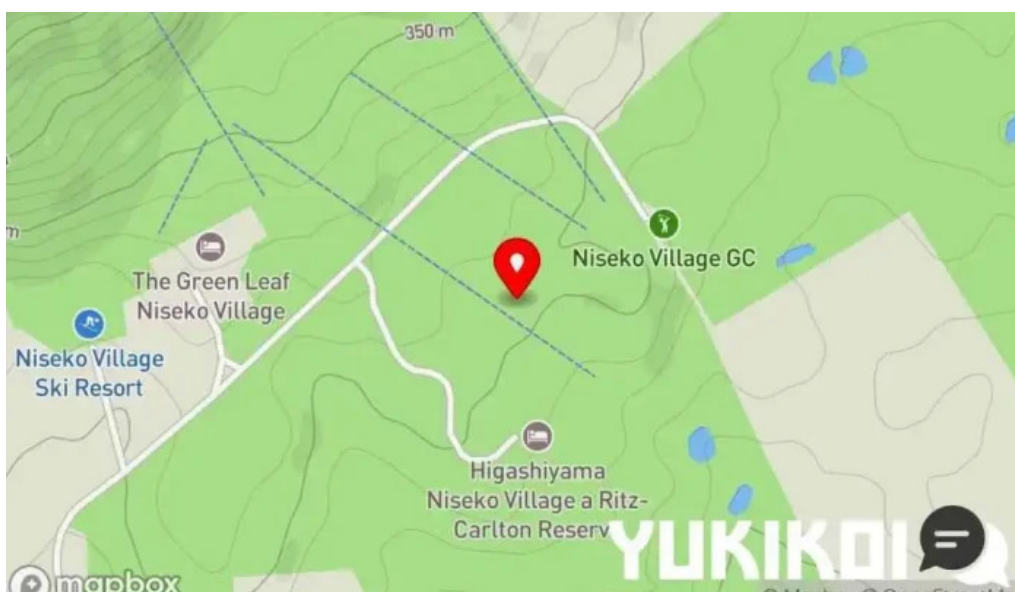 350 m
m
Niseko Village GC
The Green Leaf
Niseko Village
Niseko Village
Ski Resort
Higashiyama
Niseko Village a Ritz-
Carlton Reserv
YUKIKOI
mapbox